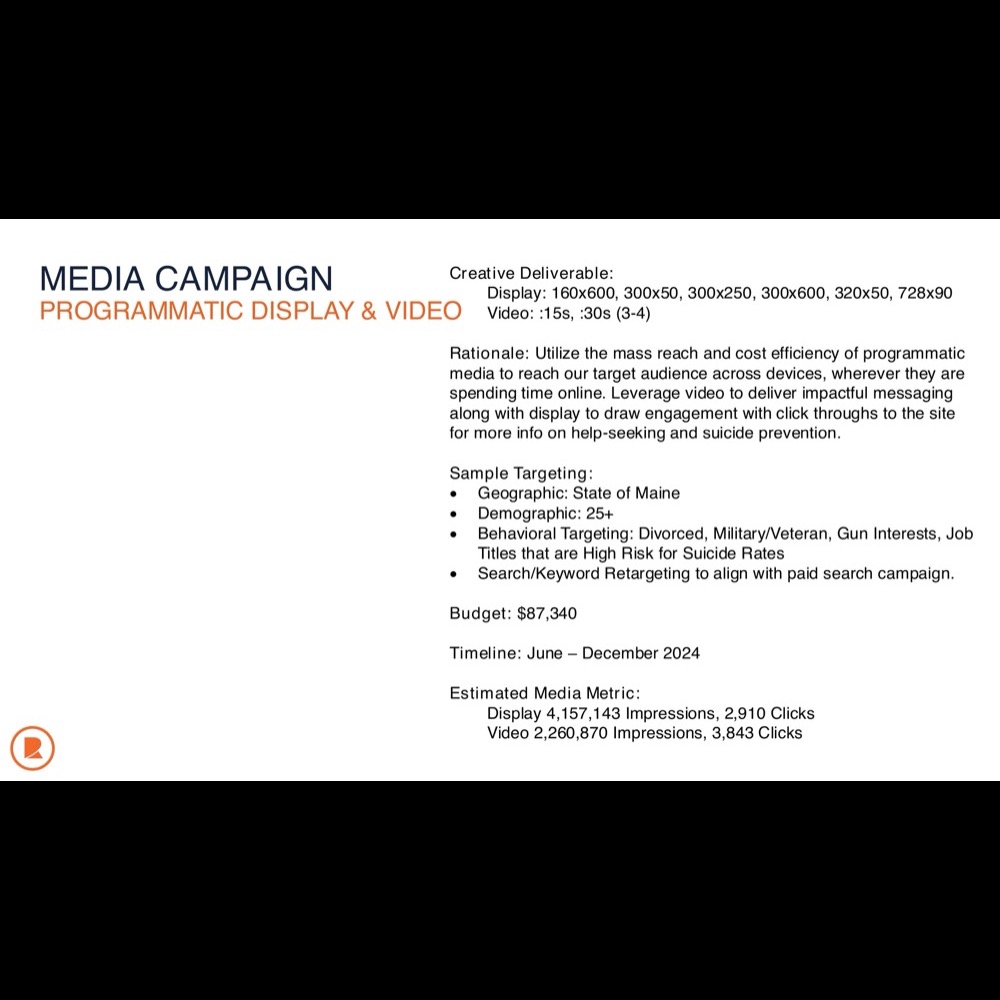 MEDIA CAMPAIGN
PROGRAMMATIC DISPLAY & VIDEO
Creative Deliverable:
Display: 160x600, 300x50, 300x250, 300x600, 320x50, 728x90
Video: :15s, :30s (3-4)
Rationale: Utilize the mass reach and cost efficiency of programmatic
media to reach our target audience across devices, wherever they are
spending time online. Leverage video to deliver impactful messaging
along with display to draw engagement with click throughs to the site
for more info on help-seeking and suicide prevention.
Sample Targeting:
• Geographic: State of Maine
• Demographic: 25+
• Behavioral Targeting: Divorced, Military/Veteran, Gun Interests, Job
Titles that are High Risk for Suicide Rates
• Search/Keyword Retargeting to align with paid search campaign.
Budget: $87,340
Timeline: June – December 2024
Estimated Media Metric:
Display 4,157,143 Impressions, 2,910 Clicks
Video 2,260,870 Impressions, 3,843 Clicks
R